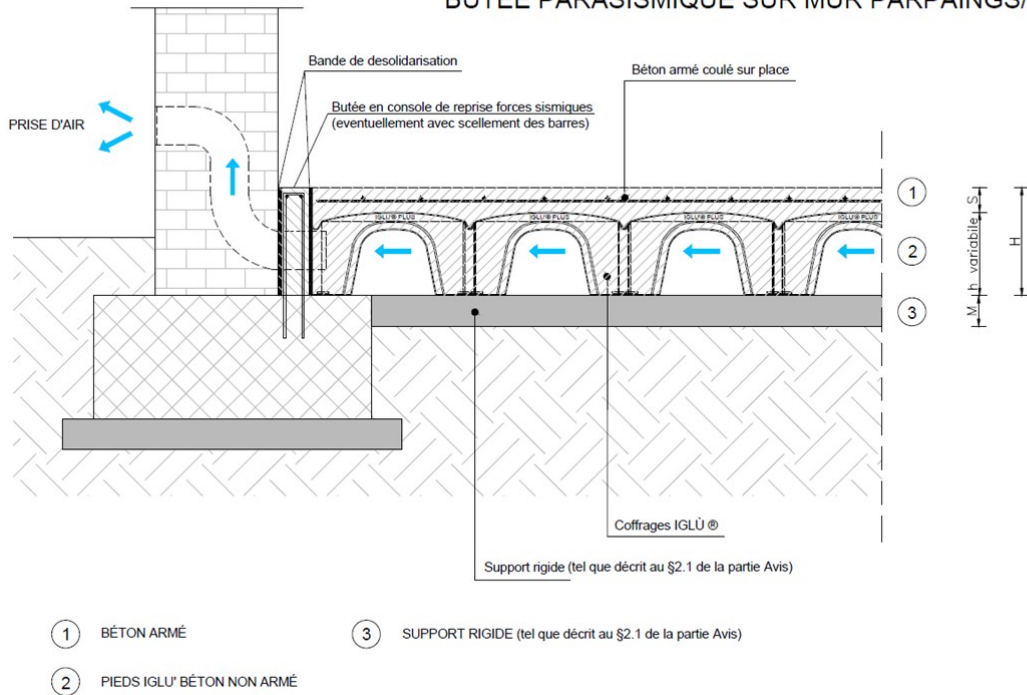 BUTÉE PARASISMIQUE SUR MUR PARPAINGS/
Bande de desolidarisation
Béton armé coulé sur place
Butée en console de reprise forces sismiques
(eventuellement avec scellement des barres)
PRISE D'AIR
IGLU'® PLUS
IGLU'® PLUS
IGLU'® PLUS
IGLU'® PLUS
1
2
3
S
h variabile
M
H
Coffrages IGLÙ ®
Support rigide (tel que décrit au §2.1 de la partie Avis)
1 BÉTON ARMÉ
3 SUPPORT RIGIDE (tel que décrit au §2.1 de la partie Avis)
2 PIEDS IGLU' BÉTON NON ARMÉ